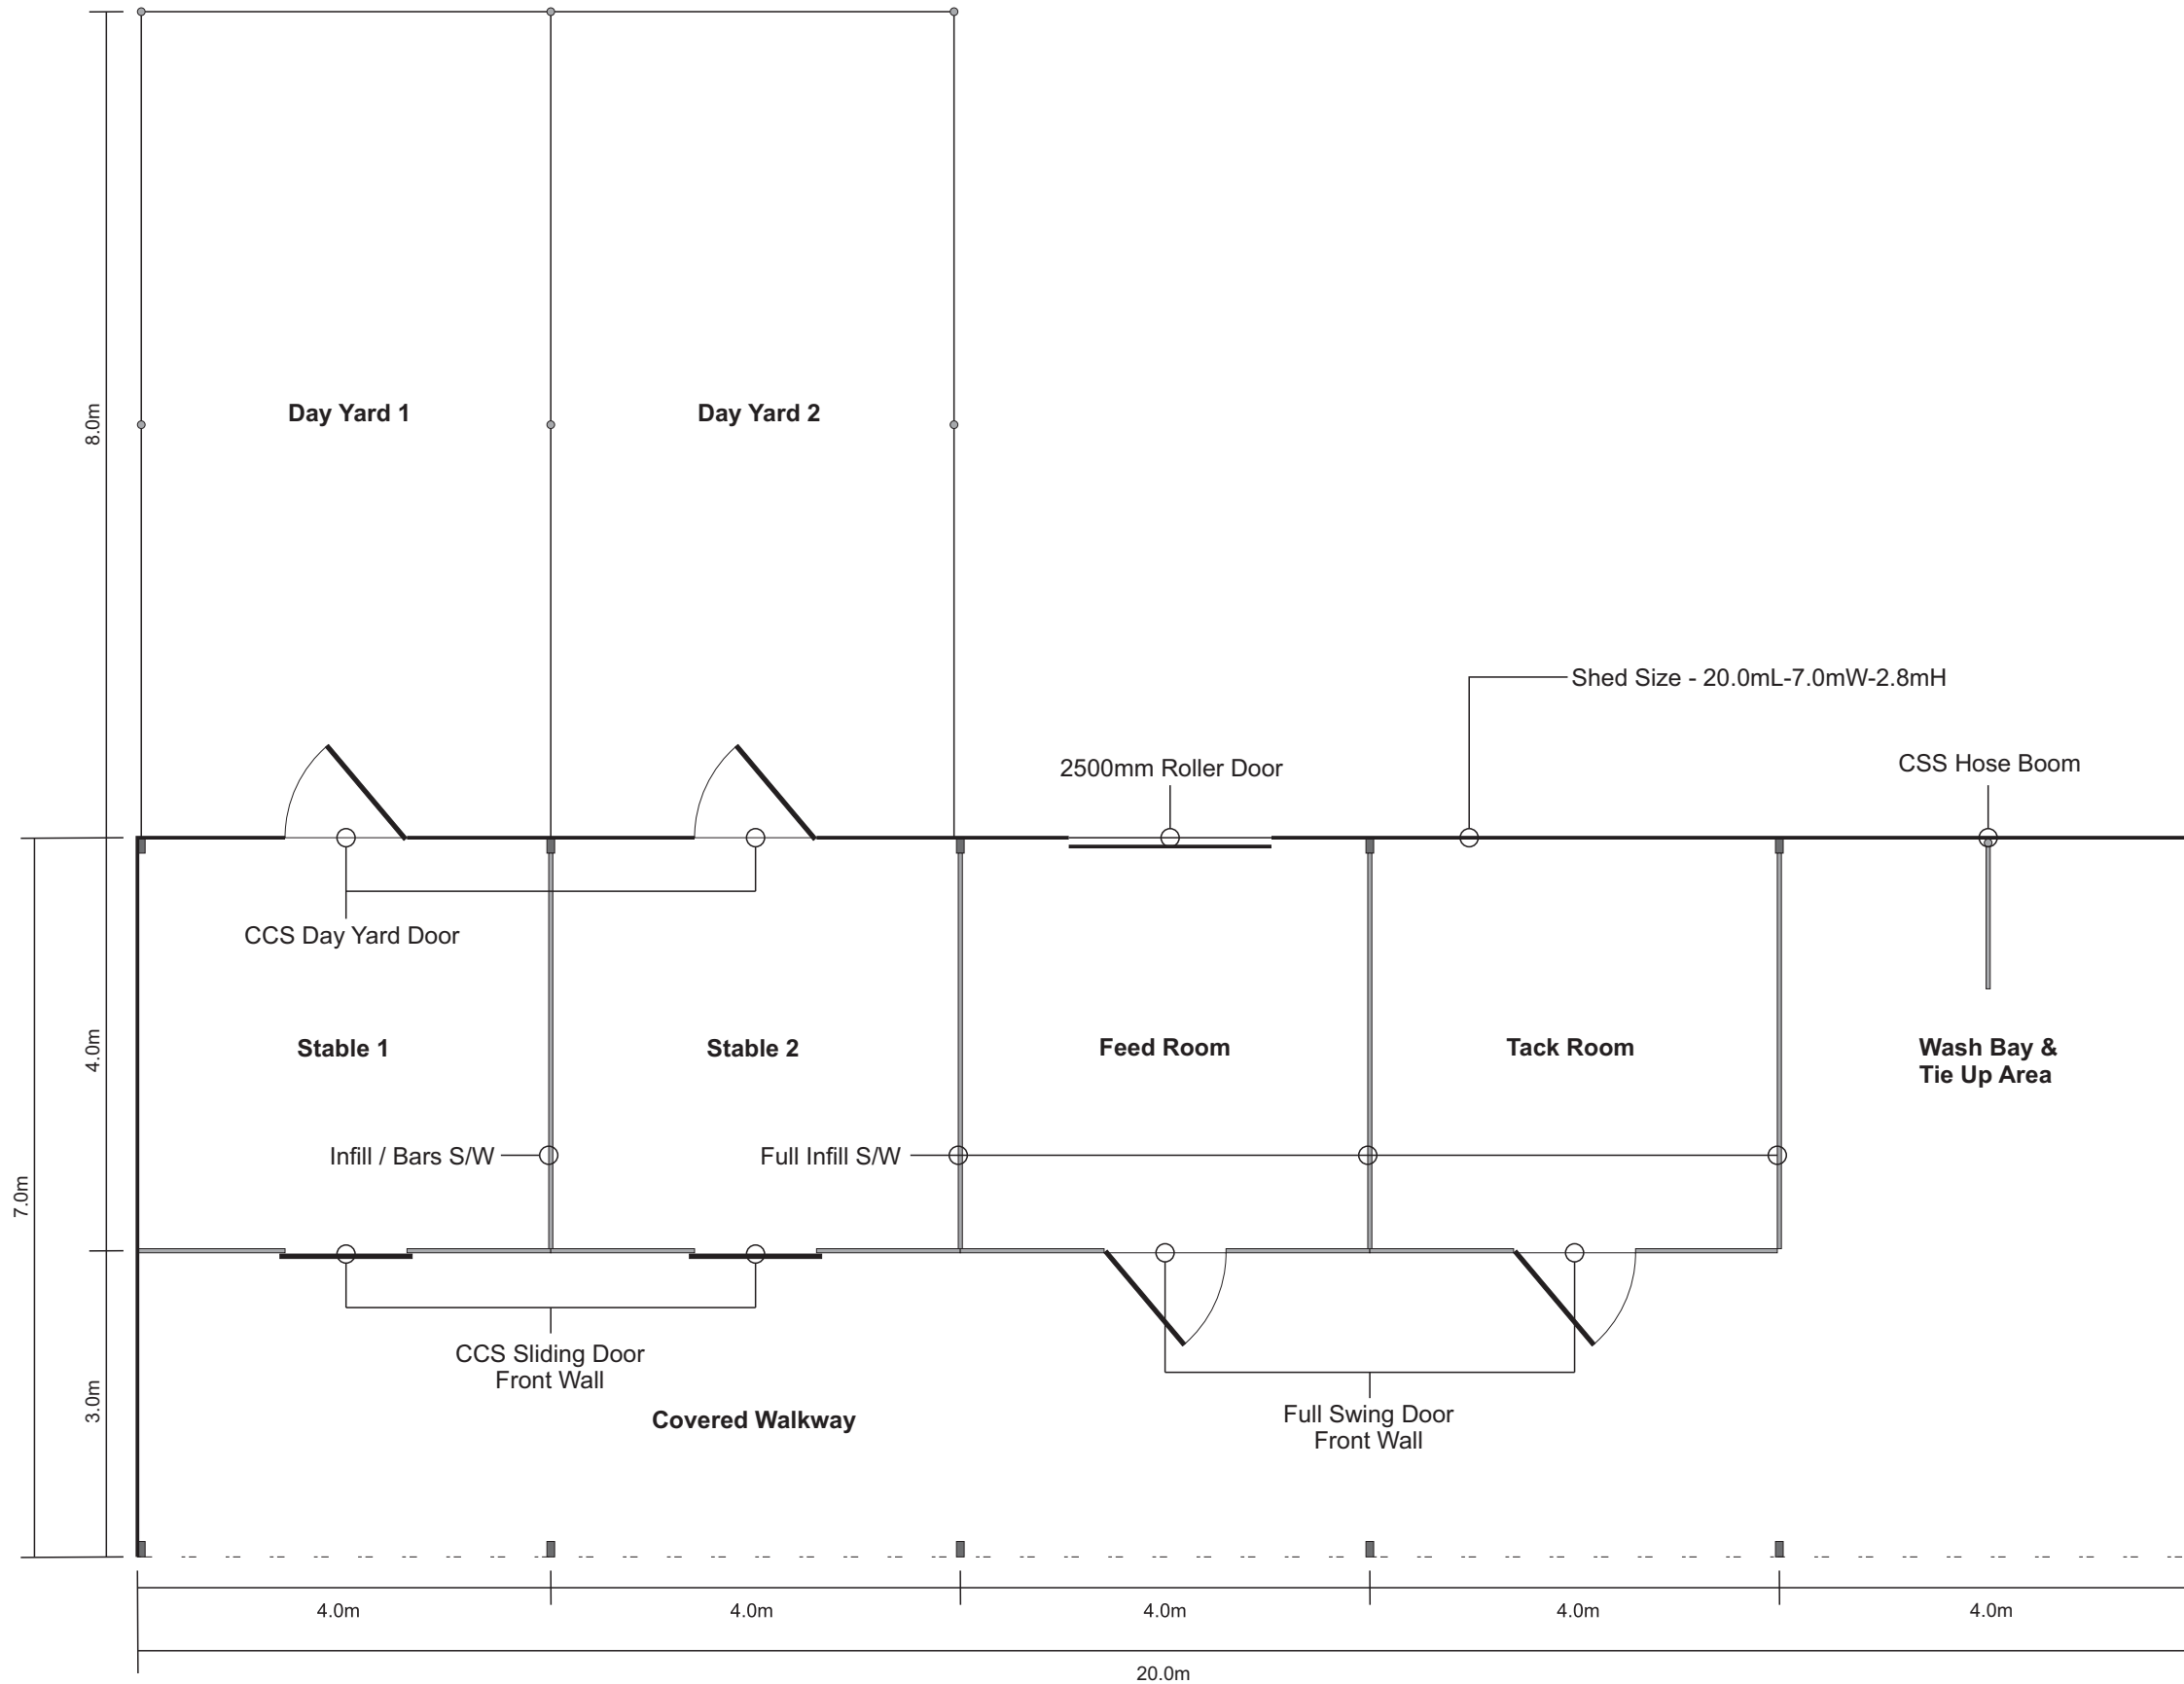 Day Yard 1
Day Yard 2
8.0m
Shed Size - 20.0mL-7.0mW-2.8mH
2500mm Roller Door
CSS Hose Boom
CCS Day Yard Door
4.0m
Stable 1
Stable 2
Feed Room
Tack Room
Wash Bay &
Tie Up Area
Infill / Bars S/W
Full Infill S/W
7.0m
CCS Sliding Door
Front Wall
3.0m
Covered Walkway
Full Swing Door
Front Wall
4.0m
4.0m
4.0m
4.0m
4.0m
20.0m